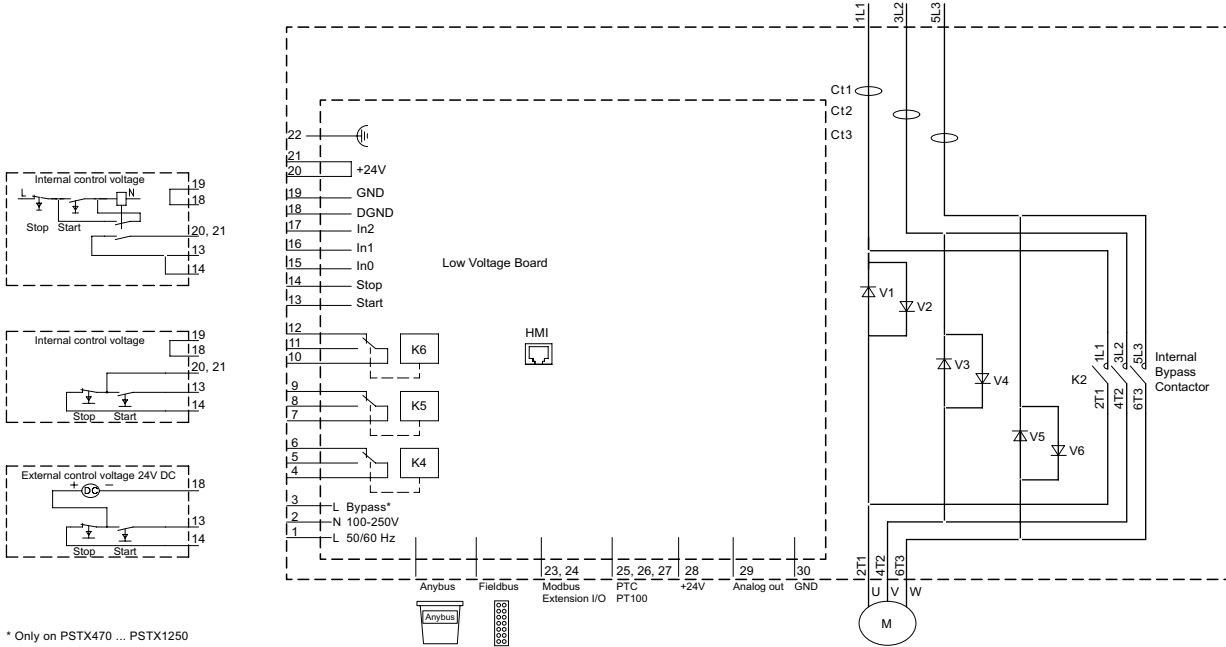 1L1
3L2
5L3
Ct1
Ct2
Ct3
22
21
20
+24V
19
GND
18
DGND
17
In2
16
In1
15
In0
14
Stop
13
Start
Low Voltage Board
HMI
12
11
10
K6
9
8
7
K5
6
5
4
K4
3
L Bypass*
2
N 100-250V
1
L 50/60 Hz
Internal control voltage
L
N
Stop Start
19
18
20, 21
13
14
Internal control voltage
19
18
20, 21
13
14
Stop Start
External control voltage 24V DC
+ DC −
18
13
14
Stop Start
V1
V2
V3
V4
V5
V6
K2
1L1
3L2
5L3
2T1
4T2
6T3
Internal
Bypass
Contactor
23, 24
25, 26, 27
28
29
30
Anybus
Fieldbus
Modbus
Extension I/O
PTC
PT100
+24V
Analog out
GND
Anybus
2T1
4T2
6T3
U V W
M
* Only on PSTX470 ... PSTX1250